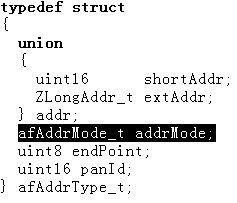 typedef struct
{
  union
  {
    uint16      shortAddr;
    ZLongAddr_t extAddr;
  } addr;
  afAddrMode_t addrMode;
  uint8 endPoint;
  uint16 panId;
} afAddrType_t;